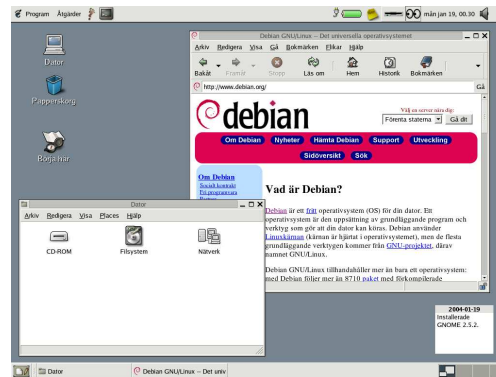 Program Åtgärder
mån jan 19, 00.30
Dator
Papperskorg
Börja här
Debian GNU/Linux -- Det universella operativsystemet
Arkiv Redigera Visa Gå Bokmärken Flikar Hjälp
Bakåt Framåt Stopp Läs om Hem Historik Bokmärken
http://www.debian.org/ Gå
debian
Välj en server nära dig:
Förenta staterna Gå dit
Om Debian Nyheter Hämta Debian Support Utveckling
Sidöversikt Sök
Om Debian
Socialt kontrakt
Fri programvara
Partner
Vad är Debian?
Debian är ett fritt operativsystem (OS) för din dator. Ett
operativsystem är den uppsättning av grundläggande program och
verktyg som gör att din dator kan köras. Debian använder
Linuxkärnan (kärnan är hjärtat i operativsystemet), men de flesta
grundläggande verktygen kommer från GNU-projektet, därav
namnet GNU/Linux.
Debian GNU/Linux tillhandahåller mer än bara ett operativsystem:
med Debian följer mer än 8710 paket med förkompilerade
Dator
Arkiv Redigera Visa Places Hjälp
CD-ROM Filsystem Nätverk
2004-01-19
Installerade
GNOME 2.5.2.
Dator Debian GNU/Linux -- Det univ